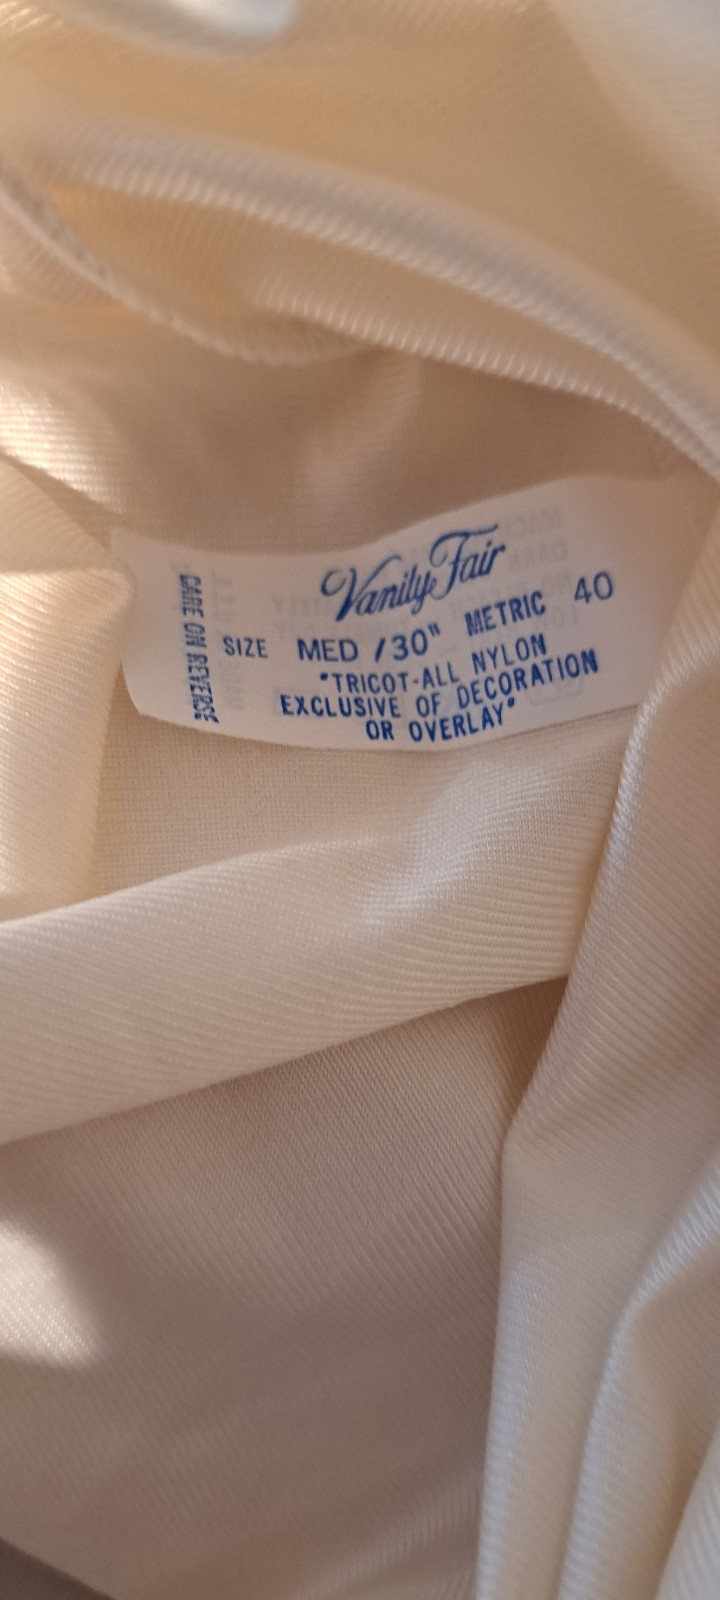 Vanity Fair
SIZE MED /30" METRIC 40
"TRICOT-ALL NYLON
EXCLUSIVE OF DECORATION
OR OVERLAY"
CARE ON REVERSE